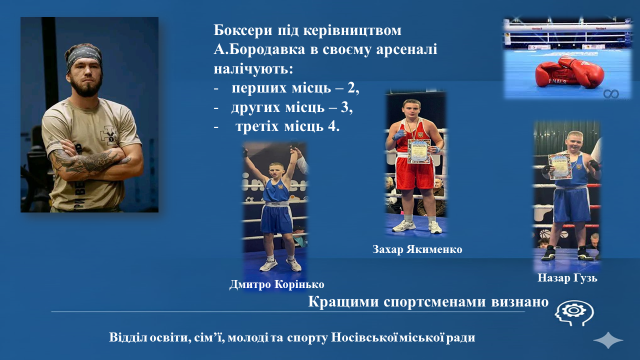 Боксери під керівництвом
А.Бородавка в своєму арсеналі
налічують:
- перших місць – 2,
- других місць – 3,
- третіх місць 4.
Захар Якименко
Дмитро Корінько
Назар Гузь
Кращими спортсменами визнано
Відділ освіти, сім’ї, молоді та спорту Носівської міської ради